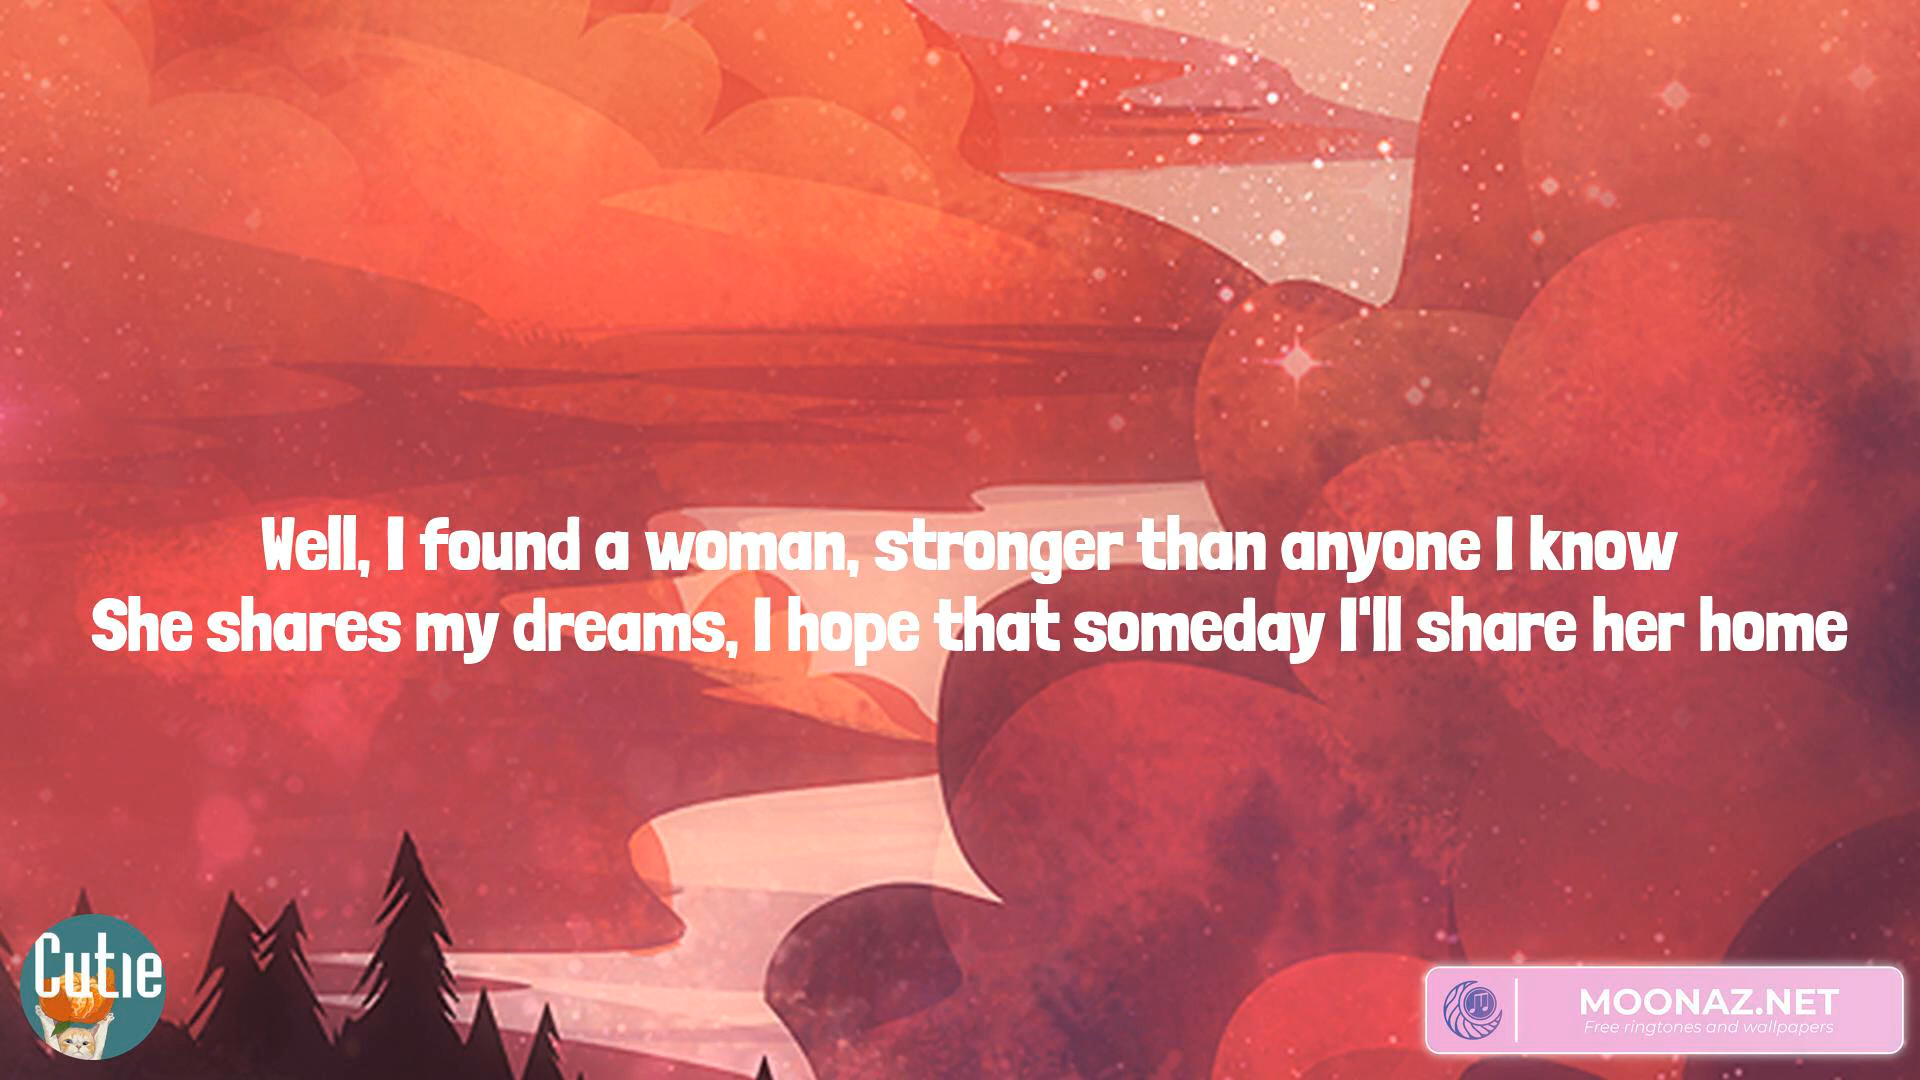 Well, I found a woman, stronger than anyone I know
She shares my dreams, I hope that someday I'll share her home
Cutie
MOONAZ.NET
Free ringtones and wallpapers